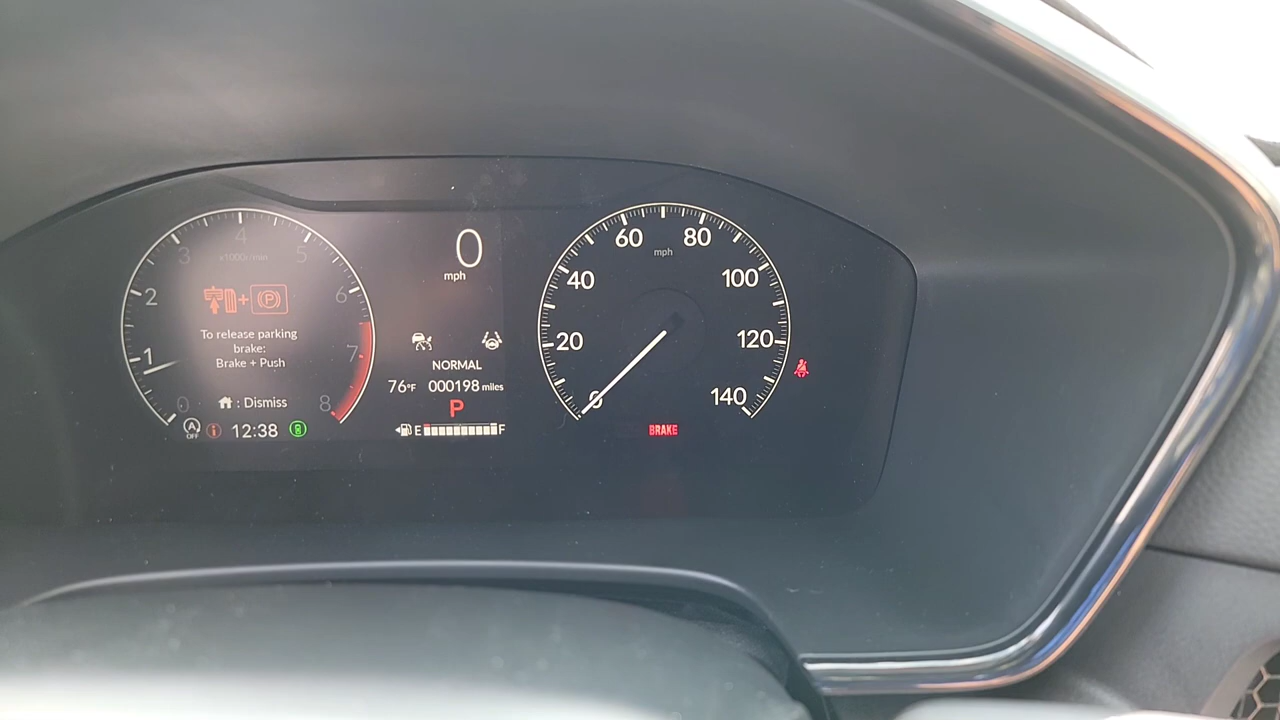 4
3
5
x1000r/min
2
6
+ P
To release parking
brake:
Brake + Push
1
7
0
: Dismiss
8
A
OFF
12:38
0
mph
NORMAL
76°F 000198 miles
P
E F
60 80
mph
40 100
20 120
0 140
BRAKE